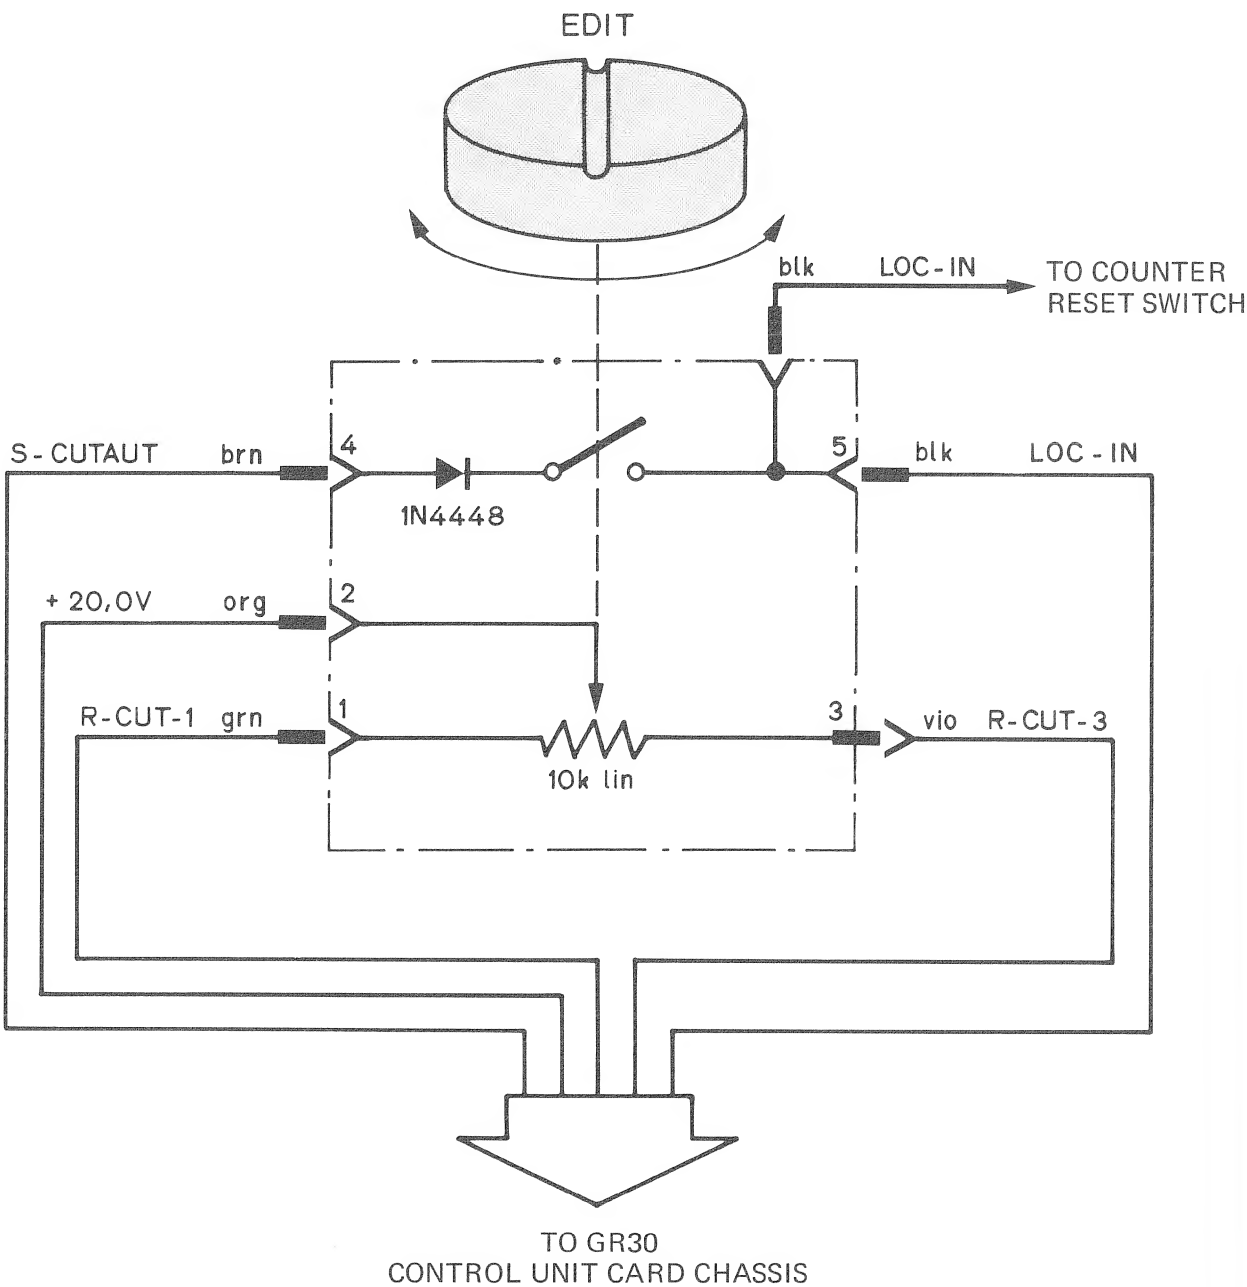 EDIT
blk LOC-IN
TO COUNTER
RESET SWITCH
S-CUTAUT brn 4
5 blk LOC-IN
1N4448
+20,0V org 2
R-CUT-1 grn 1
3 vio R-CUT-3
10k lin
TO GR30
CONTROL UNIT CARD CHASSIS